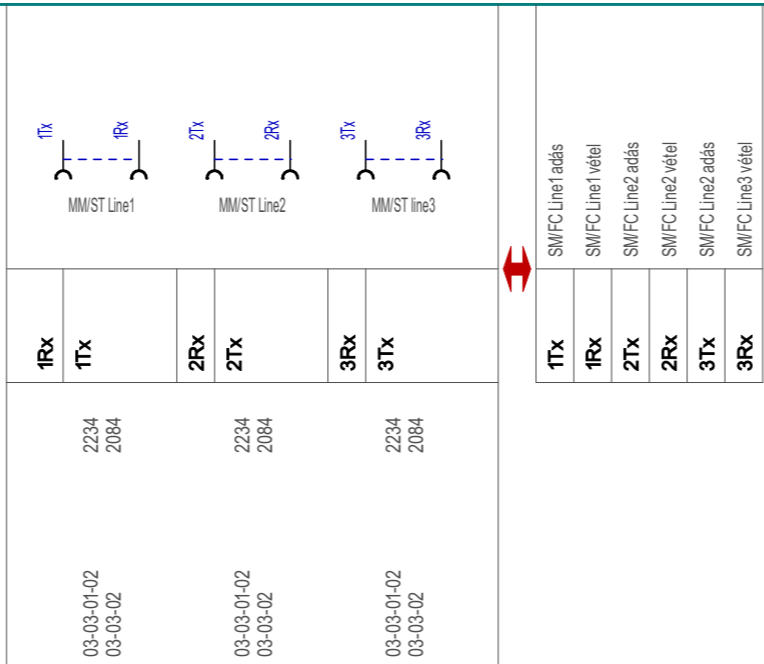 1Tx
1Rx
2Tx
2Rx
3Tx
3Rx
MM/ST Line1
MM/ST Line2
MM/ST line3
SM/FC Line1 adás
SM/FC Line1 vétel
SM/FC Line2 adás
SM/FC Line2 vétel
SM/FC Line2 adás
SM/FC Line3 vétel
1Rx
1Tx
2Rx
2Tx
3Rx
3Tx
1Tx
1Rx
2Tx
2Rx
3Tx
3Rx
2234
2084
2234
2084
2234
2084
03-03-01-02
03-03-02
03-03-01-02
03-03-02
03-03-01-02
03-03-02